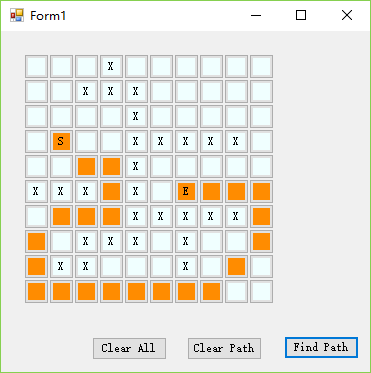 Form1
X
X X X
X
S X X X X X
X
X X X X E
X X X X X
X X X X
X X X
Clear All Clear Path Find Path